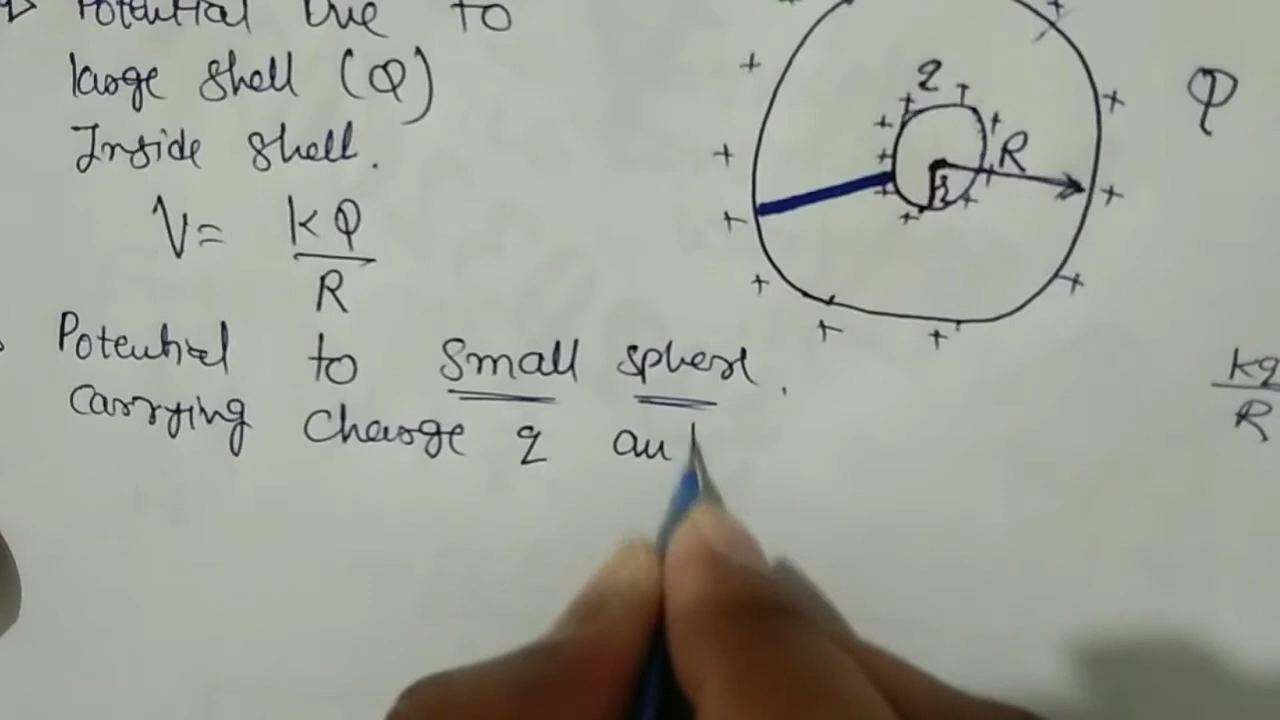 Potential Due to
large shell (Q)
Inside shell.
V = kQ
R
Potential to small sphere.
carrying charge q an
q
R
r
Q
kq
R